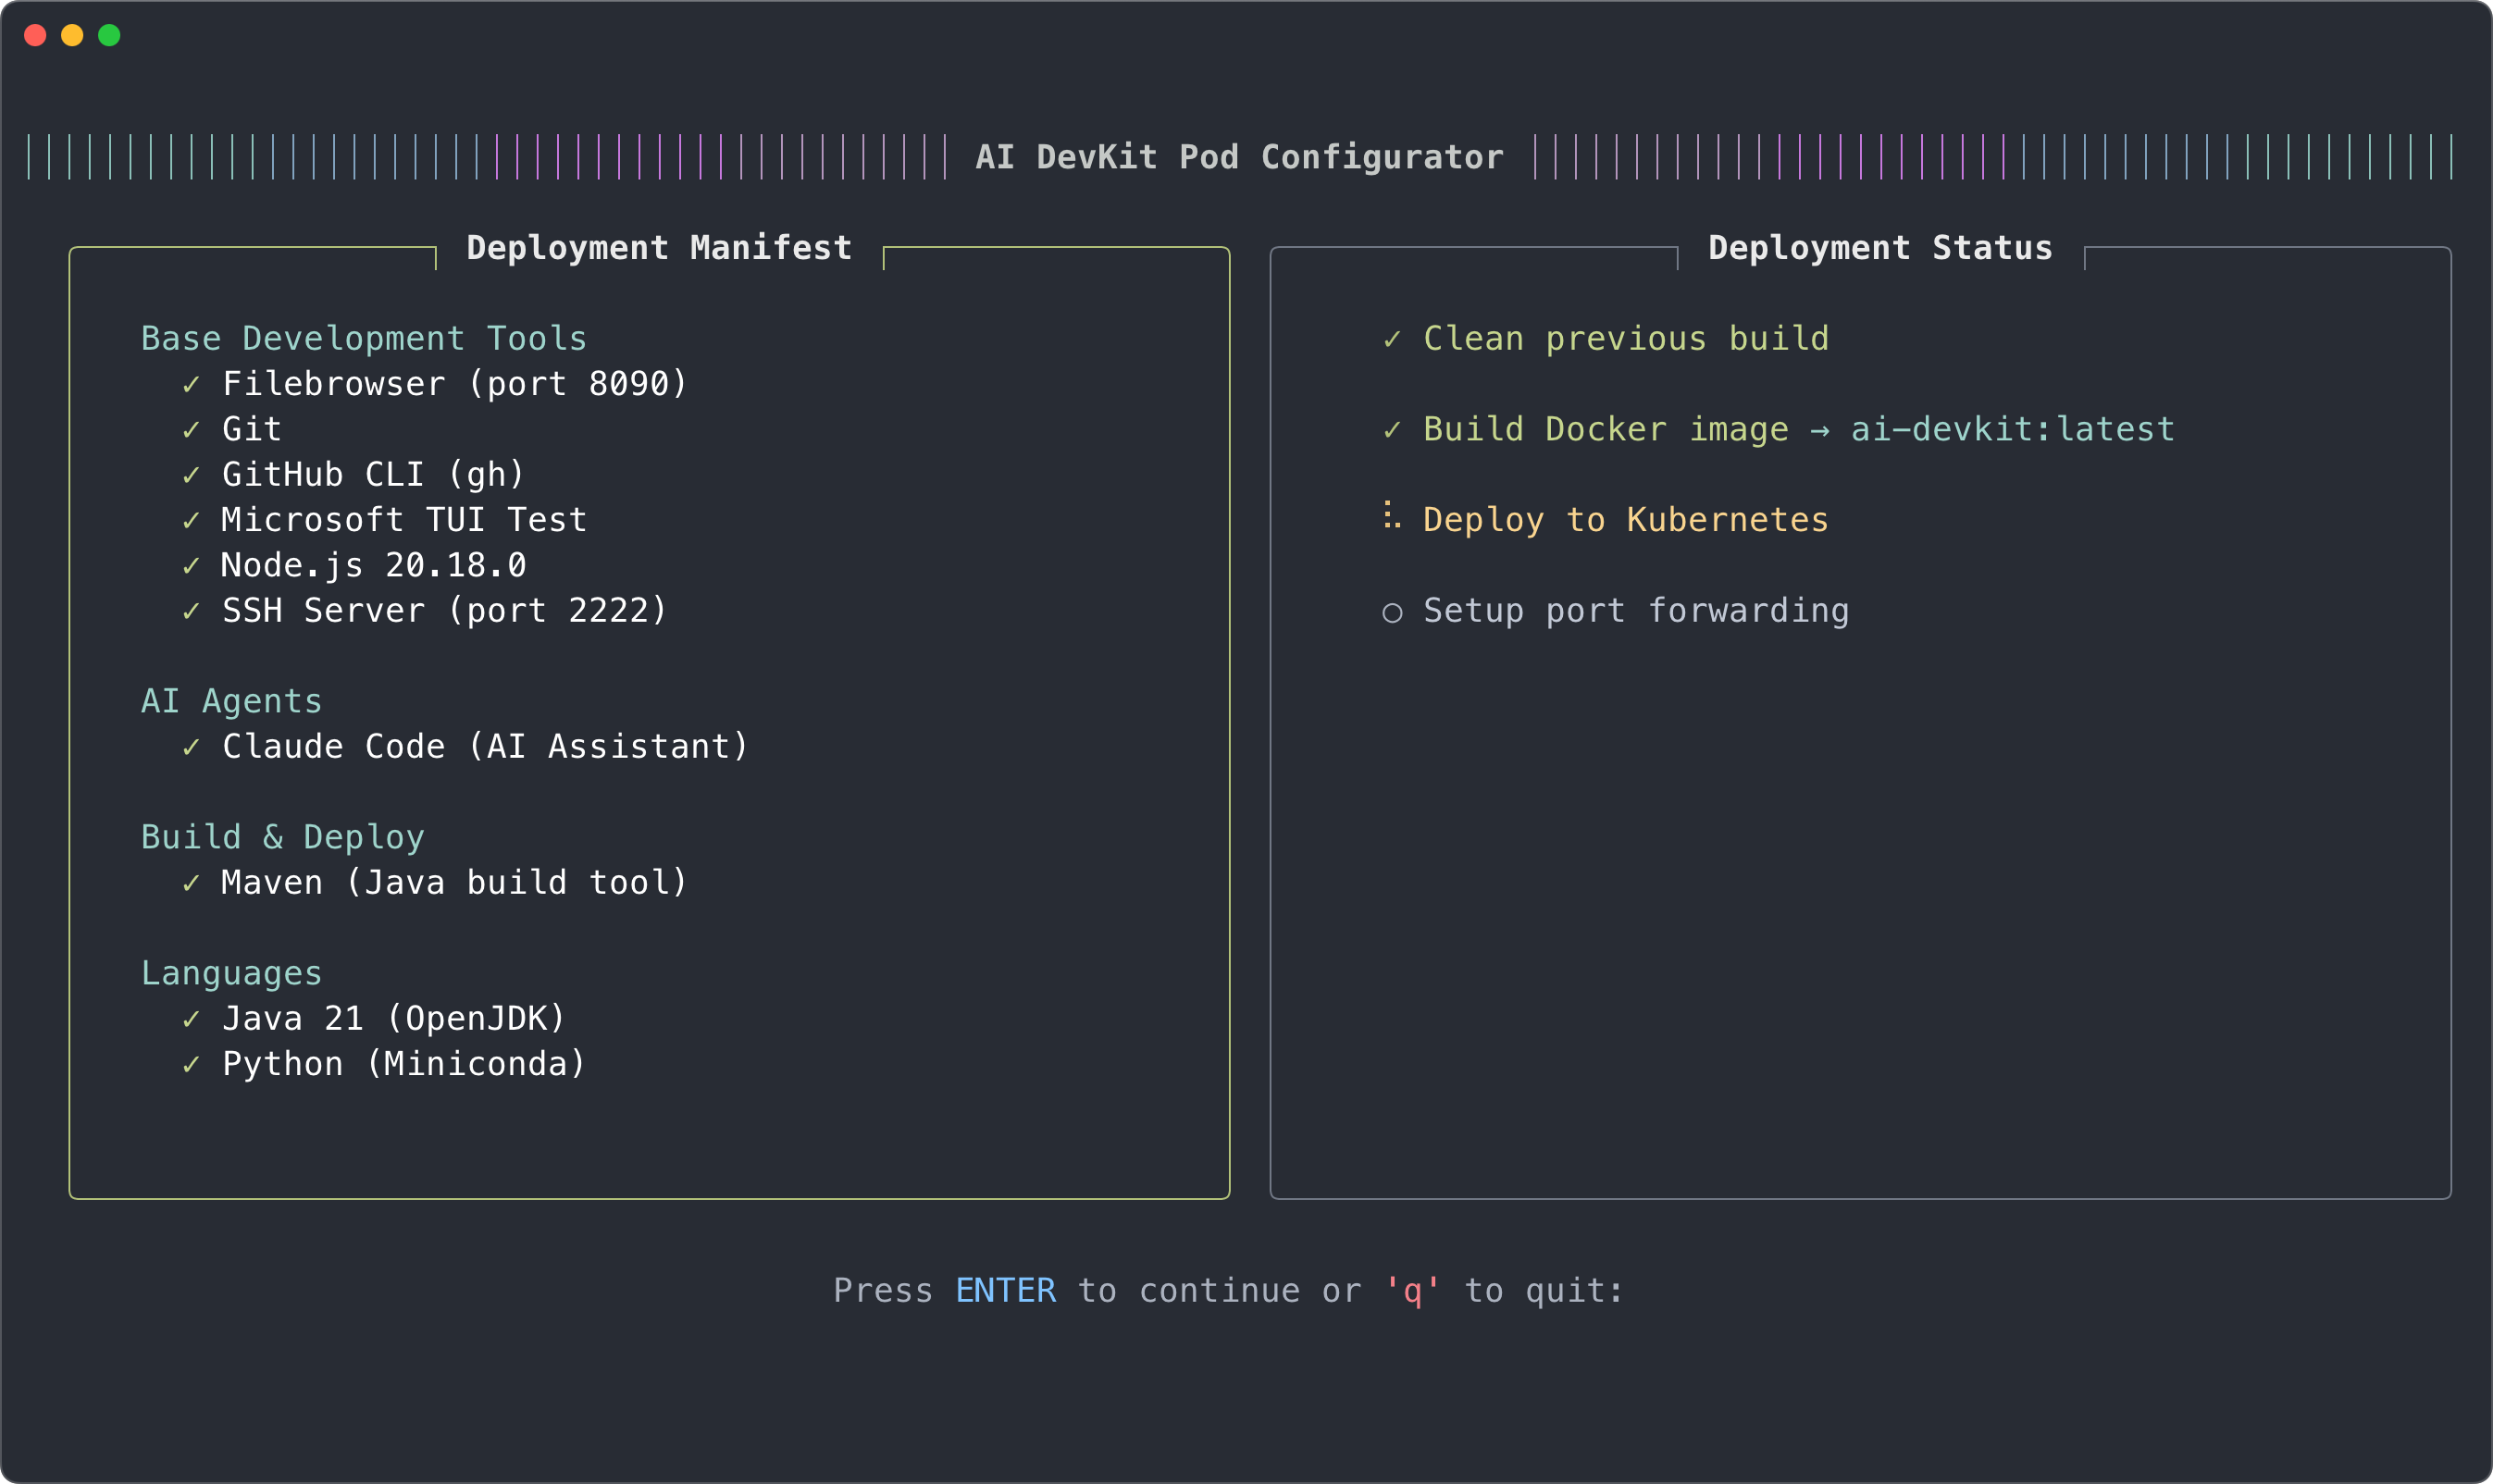 AI DevKit Pod Configurator
Deployment Manifest
Base Development Tools
✓ Filebrowser (port 8090)
✓ Git
✓ GitHub CLI (gh)
✓ Microsoft TUI Test
✓ Node.js 20.18.0
✓ SSH Server (port 2222)
AI Agents
✓ Claude Code (AI Assistant)
Build & Deploy
✓ Maven (Java build tool)
Languages
✓ Java 21 (OpenJDK)
✓ Python (Miniconda)
Deployment Status
✓ Clean previous build
✓ Build Docker image → ai-devkit:latest
⠧ Deploy to Kubernetes
○ Setup port forwarding
Press ENTER to continue or 'q' to quit: